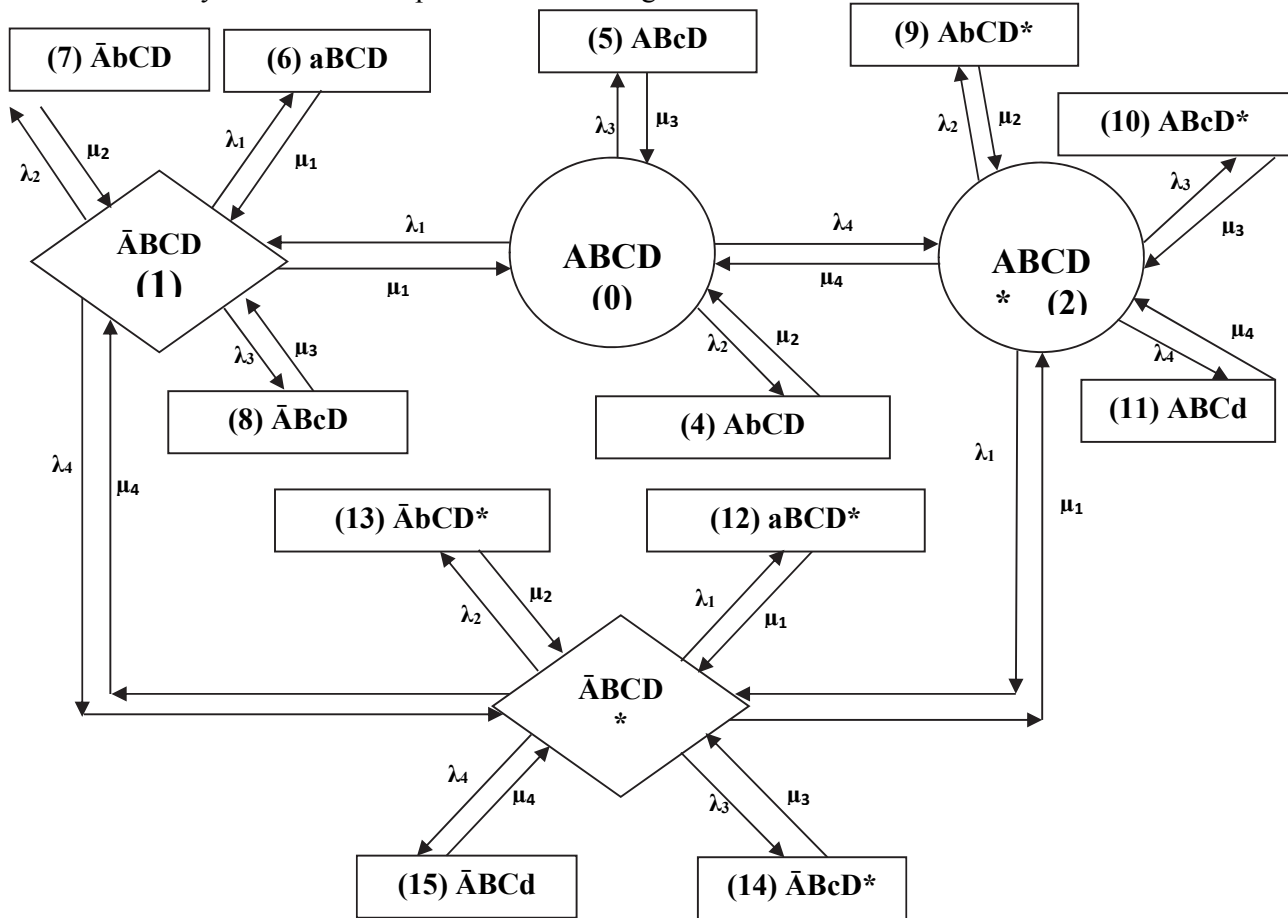 (5) ABcD
(9) AbCD*
(7) ĀbCD
(6) aBCD
(10) ABcD*
λ₂
μ₂
λ₁
μ₁
λ₃
μ₃
λ₂
μ₂
λ₃
μ₃
ĀBCD
(1)
λ₁
μ₁
ABCD
(0)
λ₄
μ₄
ABCD
* (2)
λ₃
μ₃
λ₂
μ₂
λ₄
μ₄
(8) ĀBcD
(4) AbCD
(11) ABCd
λ₄
μ₄
λ₁
μ₁
(13) ĀbCD*
(12) aBCD*
λ₂
μ₂
λ₁
μ₁
ĀBCD
*
λ₄
μ₄
λ₃
μ₃
(15) ĀBCd
(14) ĀBcD*